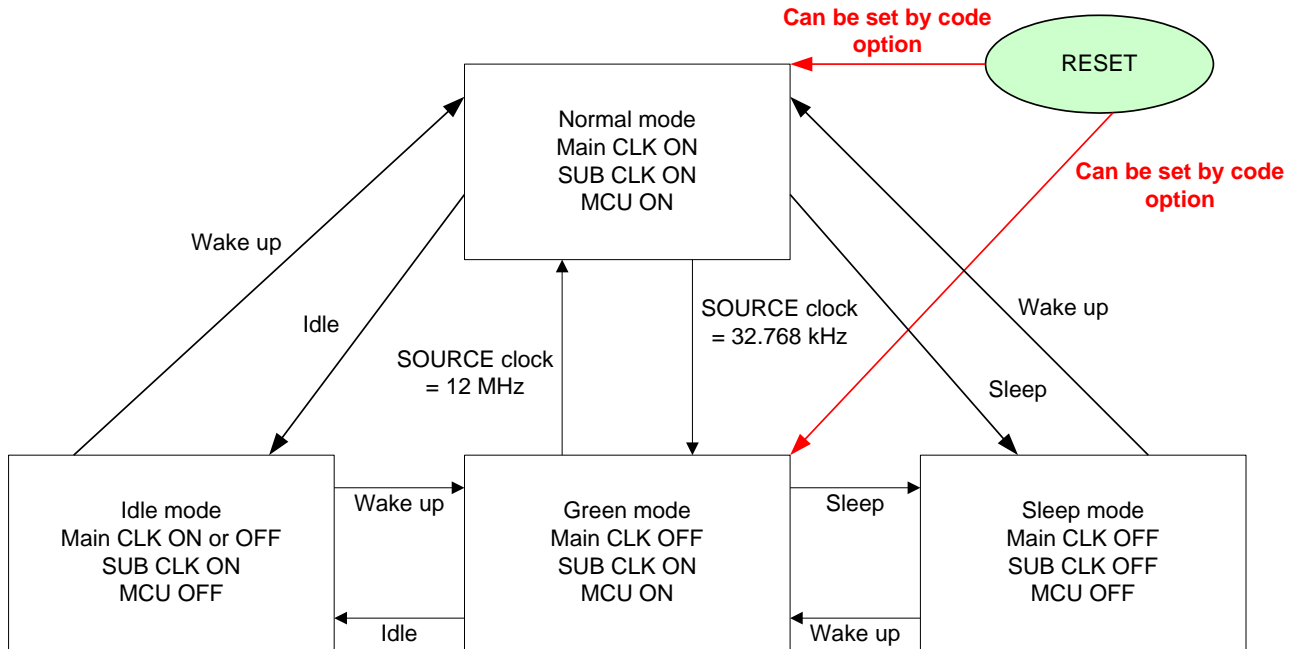 Can be set by code
option
RESET
Normal mode
Main CLK ON
SUB CLK ON
MCU ON
Can be set by code
option
Wake up
Idle
SOURCE clock
= 12 MHz
SOURCE clock
= 32.768 kHz
Wake up
Sleep
Idle mode
Main CLK ON or OFF
SUB CLK ON
MCU OFF
Wake up
Idle
Green mode
Main CLK OFF
SUB CLK ON
MCU ON
Sleep
Wake up
Sleep mode
Main CLK OFF
SUB CLK OFF
MCU OFF